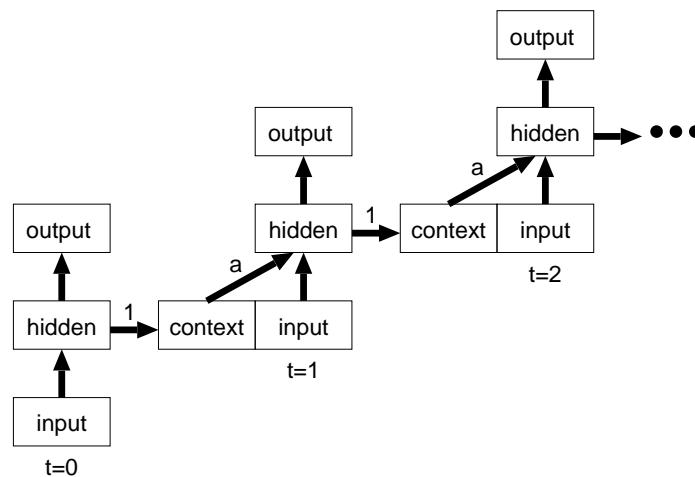 output
output
hidden
a
output
hidden
1
context
input
a
t=2
hidden
1
context
input
t=1
input
t=0